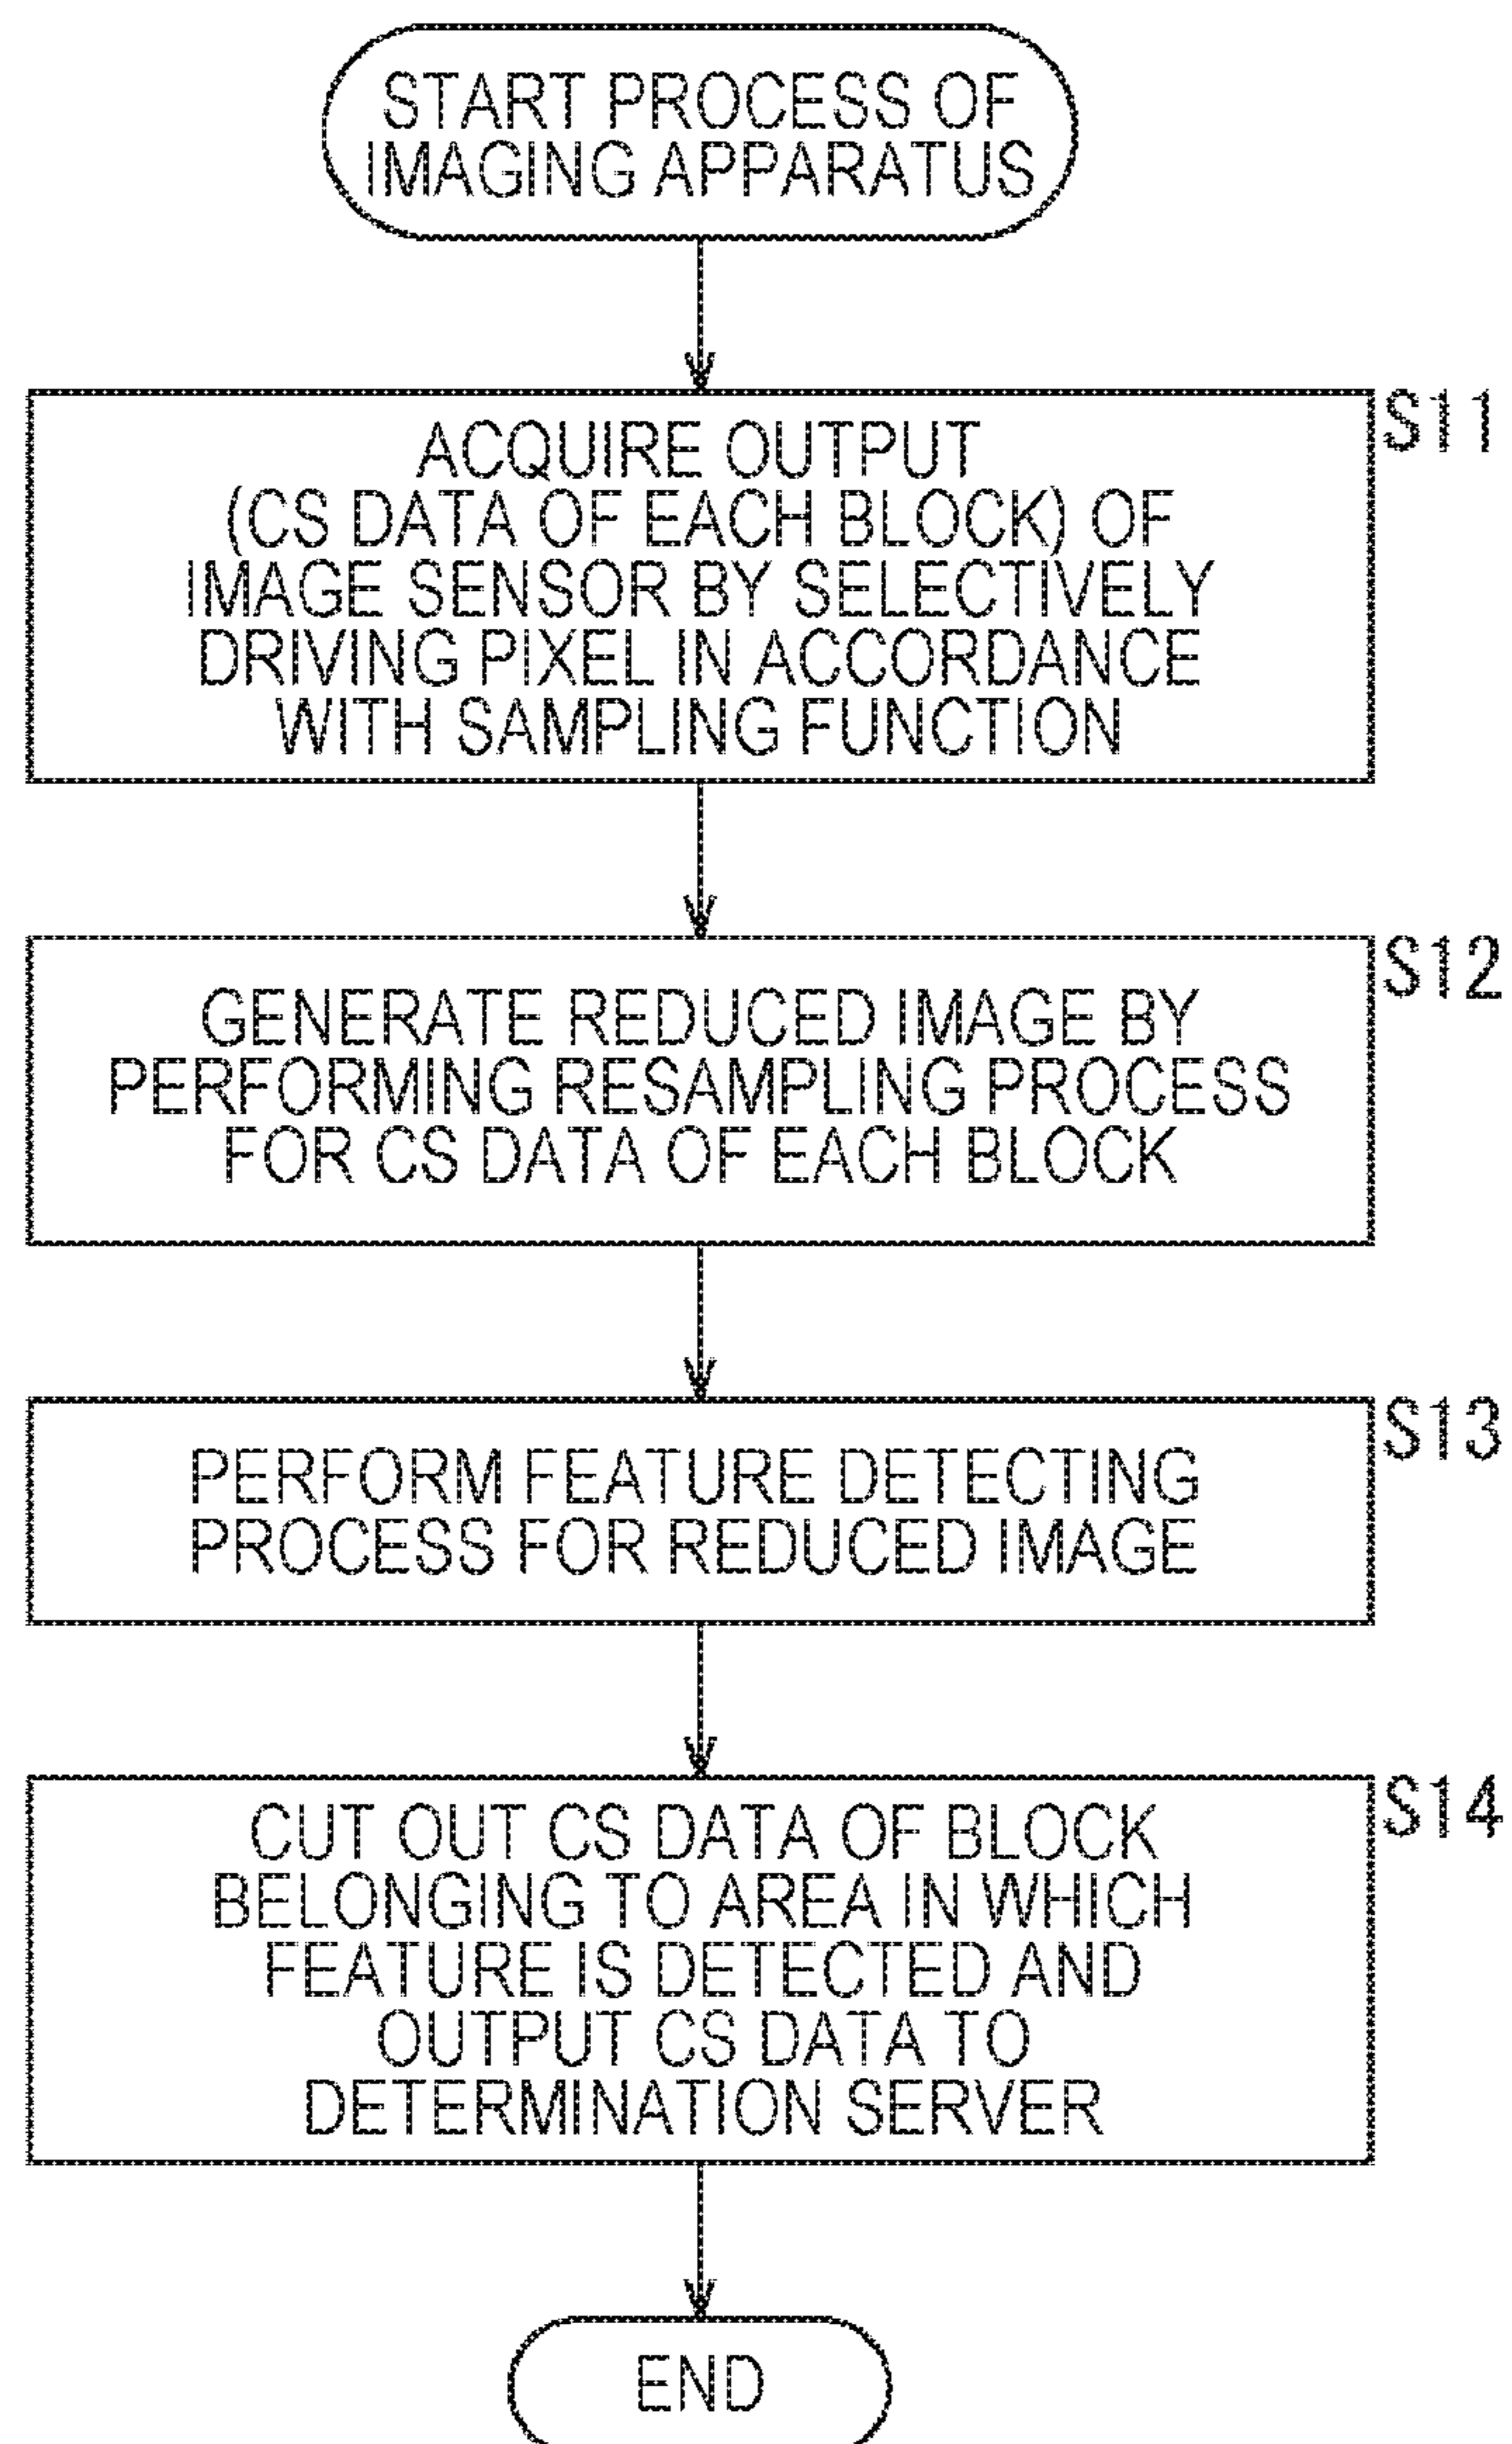 START PROCESS OF
IMAGING APPARATUS
S11
ACQUIRE OUTPUT
(CS DATA OF EACH BLOCK) OF
IMAGE SENSOR BY SELECTIVELY
DRIVING PIXEL IN ACCORDANCE
WITH SAMPLING FUNCTION
S12
GENERATE REDUCED IMAGE BY
PERFORMING RESAMPLING PROCESS
FOR CS DATA OF EACH BLOCK
S13
PERFORM FEATURE DETECTING
PROCESS FOR REDUCED IMAGE
S14
CUT OUT CS DATA OF BLOCK
BELONGING TO AREA IN WHICH
FEATURE IS DETECTED AND
OUTPUT CS DATA TO
DETERMINATION SERVER
END